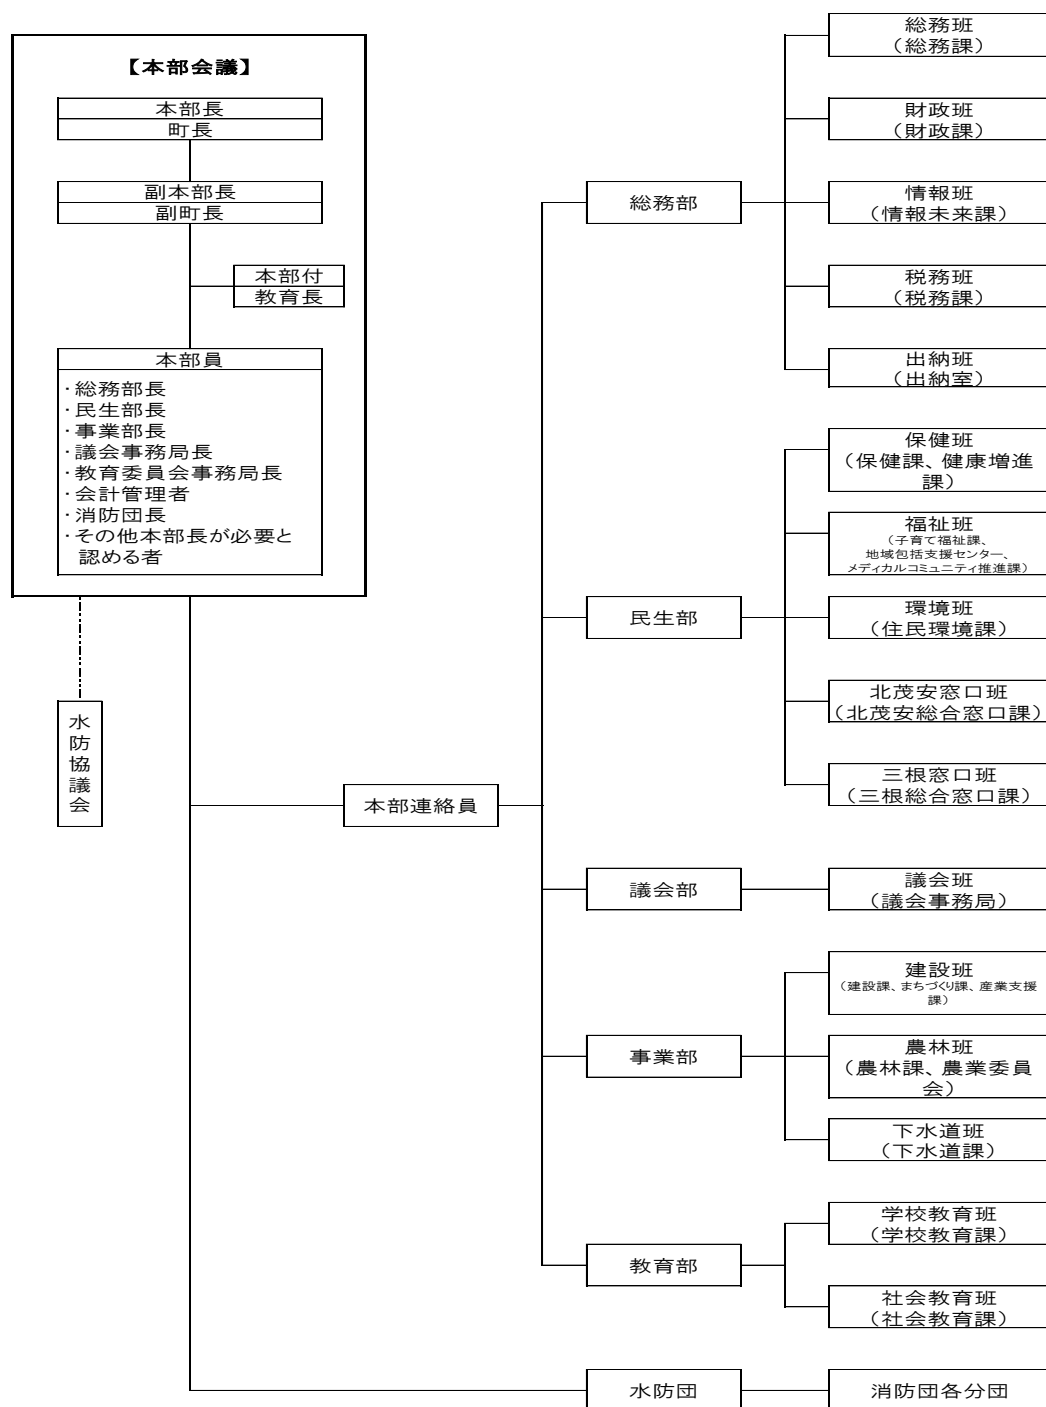 【本部会議】
本部長
町長
副本部長
副町長
本部付
教育長
本部員
・総務部長
・民生部長
・事業部長
・議会事務局長
・教育委員会事務局長
・会計管理者
・消防団長
・その他本部長が必要と
認める者
水防協議会
本部連絡員
総務部
総務班
（総務課）
財政班
（財政課）
情報班
（情報未来課）
税務班
（税務課）
出納班
（出納室）
民生部
保健班
（保健課、健康増進
課）
福祉班
（子育て福祉課、
地域包括支援センター、
メディカルコミュニティ推進課）
環境班
（住民環境課）
北茂安窓口班
（北茂安総合窓口課）
三根窓口班
（三根総合窓口課）
議会部
議会班
（議会事務局）
事業部
建設班
（建設課、まちづくり課、産業支援
課）
農林班
（農林課、農業委員
会）
下水道班
（下水道課）
教育部
学校教育班
（学校教育課）
社会教育班
（社会教育課）
水防団
消防団各分団